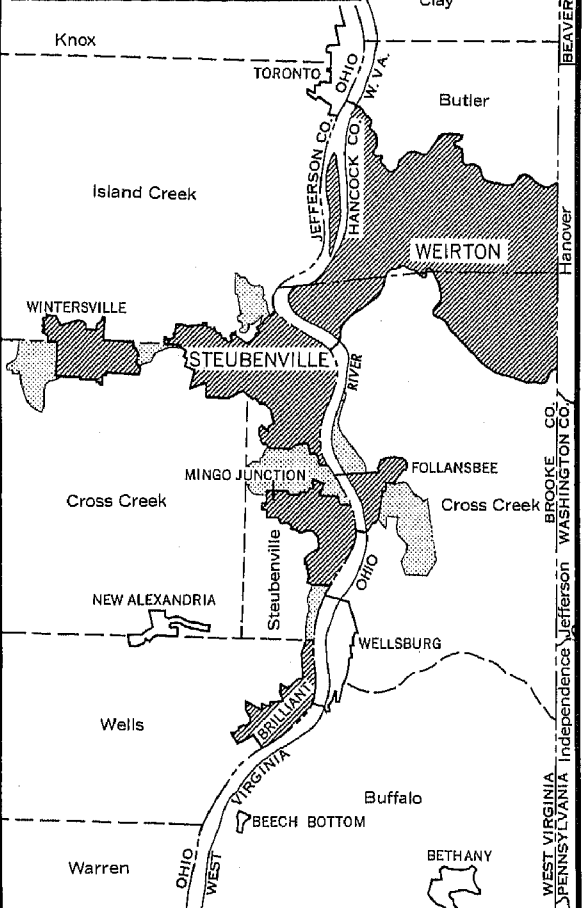 Clay
BEAVER
Knox
TORONTO
OHIO
W. VA.
Butler
JEFFERSON CO.
HANCOCK CO.
Island Creek
Hanover
WEIRTON
WINTERSVILLE
STEUBENVILLE
RIVER
MINGO JUNCTION
FOLLANSBEE
Cross Creek
Cross Creek
BROOKE CO.
WASHINGTON CO.
Steubenville
OHIO
Jefferson
NEW ALEXANDRIA
WELLSBURG
Independence
Wells
BRILLIANT
VIRGINIA
Buffalo
BEECH BOTTOM
WEST VIRGINIA
PENNSYLVANIA
Warren
OHIO
WEST
BETHANY